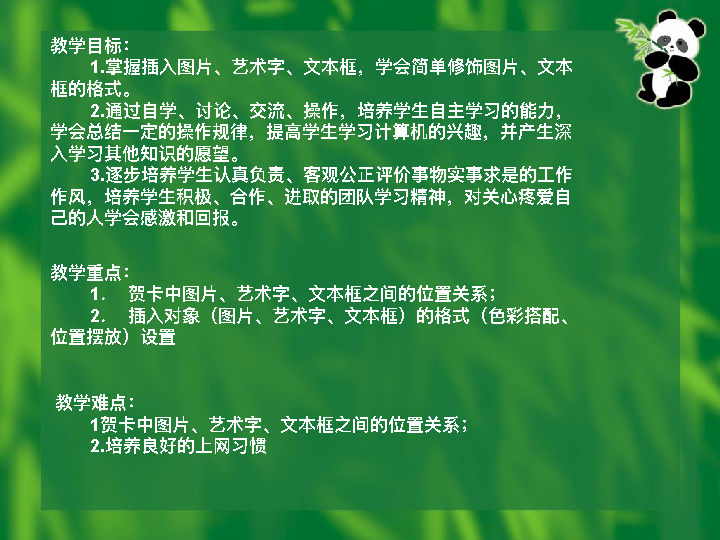 教学目标：
1.掌握插入图片、艺术字、文本框，学会简单修饰图片、文本
框的格式。
2.通过自学、讨论、交流、操作，培养学生自主学习的能力，
学会总结一定的操作规律，提高学生学习计算机的兴趣，并产生深
入学习其他知识的愿望。
3.逐步培养学生认真负责、客观公正评价事物实事求是的工作
作风，培养学生积极、合作、进取的团队学习精神，对关心疼爱自
己的人学会感激和回报。
教学重点：
1． 贺卡中图片、艺术字、文本框之间的位置关系；
2． 插入对象（图片、艺术字、文本框）的格式（色彩搭配、
位置摆放）设置
教学难点：
1贺卡中图片、艺术字、文本框之间的位置关系；
2.培养良好的上网习惯